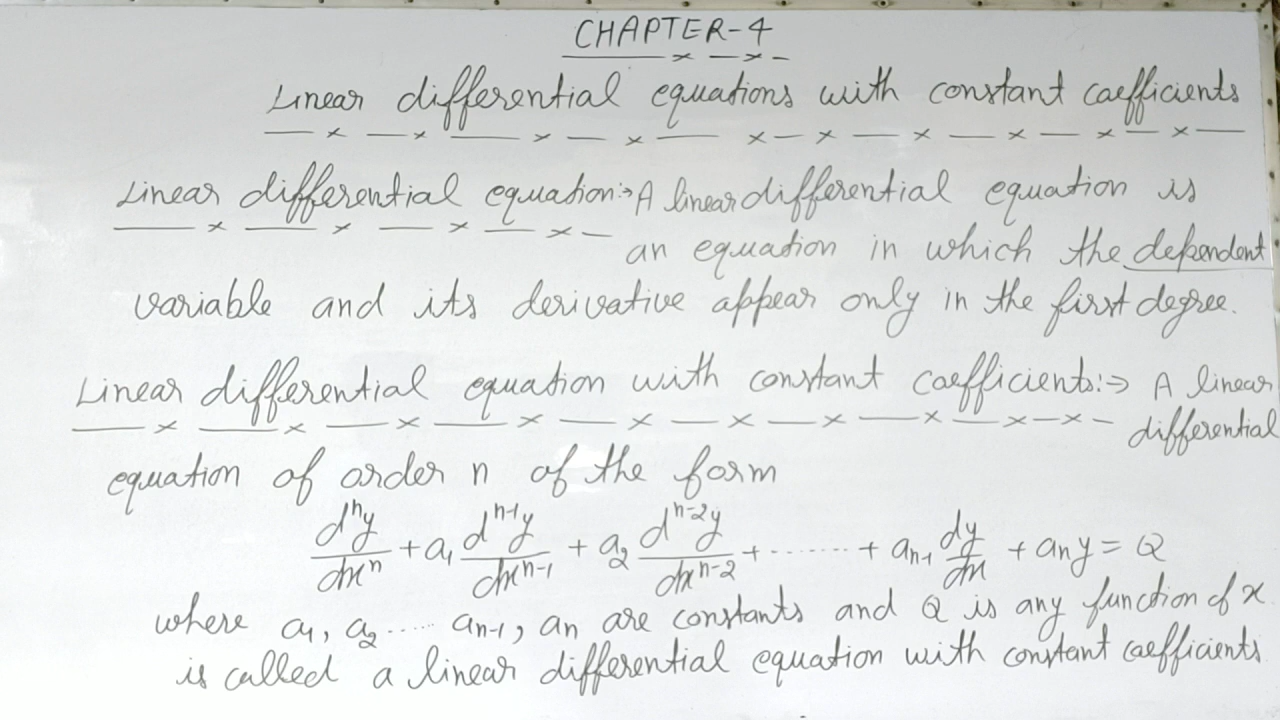 CHAPTER-4
Linear differential equations with constant coefficients
Linear differential equation:→ A linear differential equation is
an equation in which the dependent
variable and its derivative appear only in the first degree.
Linear differential equation with constant coefficients:→ A linear
differential
equation of order n of the form
dⁿy/dxⁿ + a₁ dⁿ⁻¹y/dxⁿ⁻¹ + a₂ dⁿ⁻²y/dxⁿ⁻² + ........ + aₙ₋₁ dy/dx + aₙy = Q
where a₁, a₂ ..... aₙ₋₁, aₙ are constants and Q is any function of x
is called a linear differential equation with constant coefficients.